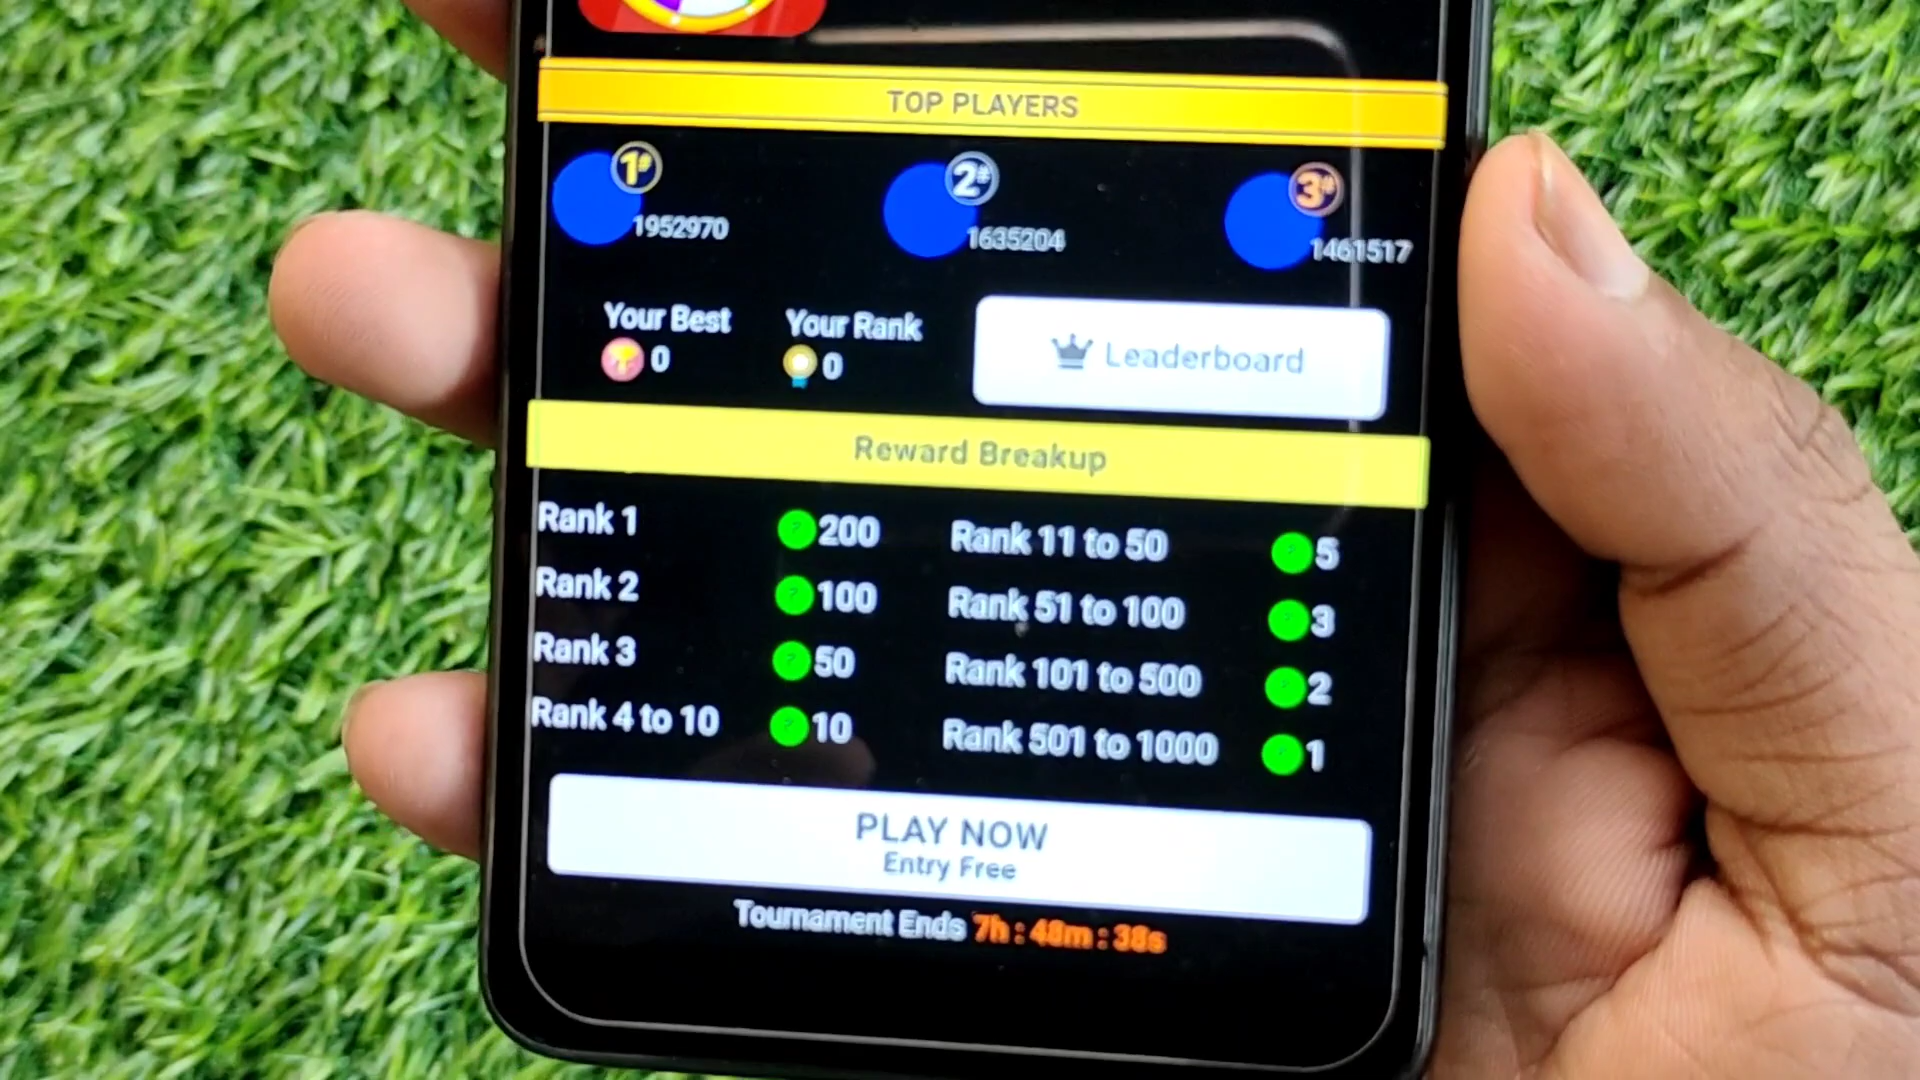 TOP PLAYERS
1#
1952970
2#
1635204
3#
1461517
Your Best
0
Your Rank
0
Leaderboard
Reward Breakup
Rank 1 200
Rank 2 100
Rank 3 50
Rank 4 to 10 10
Rank 11 to 50 5
Rank 51 to 100 3
Rank 101 to 500 2
Rank 501 to 1000 1
PLAY NOW
Entry Free
Tournament Ends 7h : 48m : 38s